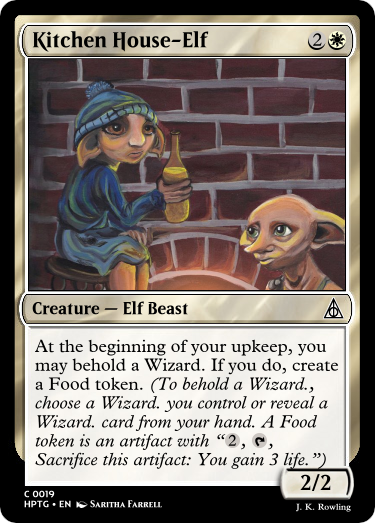 Kitchen House-Elf 2
Creature — Elf Beast
At the beginning of your upkeep, you
may behold a Wizard. If you do, create
a Food token. (To behold a Wizard.,
choose a Wizard. you control or reveal a
Wizard. card from your hand. A Food
token is an artifact with “2, ,
Sacrifice this artifact: You gain 3 life.”)
2/2
C 0019
HPTG • EN Saritha Farrell
J. K. Rowling